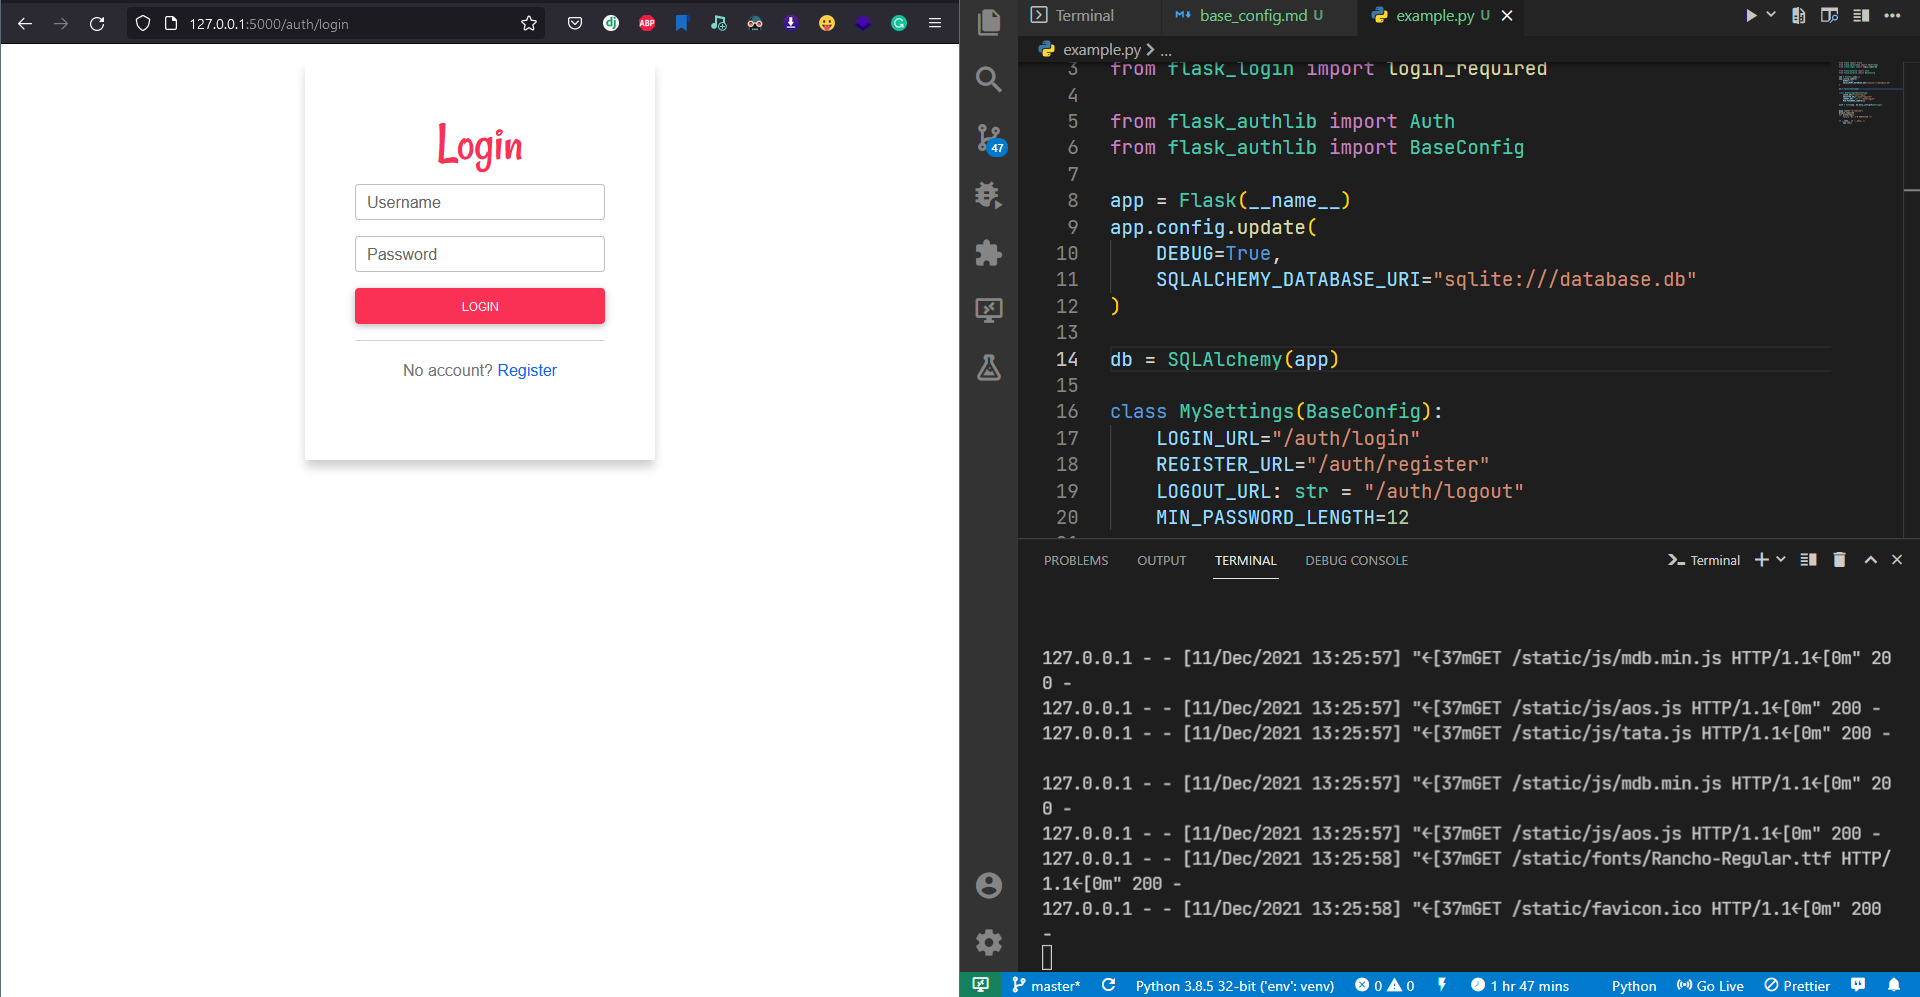 127.0.0.1:5000/auth/login
dj
ABP
G
Login
Username
Password
LOGIN
No account? Register
47
Terminal
base_config.md U
example.py U
example.py > ...
3 from flask_login import login_required
4
5 from flask_authlib import Auth
6 from flask_authlib import BaseConfig
7
8 app = Flask(__name__)
9 app.config.update(
10 DEBUG=True,
11 SQLALCHEMY_DATABASE_URI="sqlite:///database.db"
12 )
13
14 db = SQLAlchemy(app)
15
16 class MySettings(BaseConfig):
17 LOGIN_URL="/auth/login"
18 REGISTER_URL="/auth/register"
19 LOGOUT_URL: str = "/auth/logout"
20 MIN_PASSWORD_LENGTH=12
PROBLEMS OUTPUT TERMINAL DEBUG CONSOLE
Terminal
127.0.0.1 - - [11/Dec/2021 13:25:57] "←[37mGET /static/js/mdb.min.js HTTP/1.1←[0m" 20
0 -
127.0.0.1 - - [11/Dec/2021 13:25:57] "←[37mGET /static/js/aos.js HTTP/1.1←[0m" 200 -
127.0.0.1 - - [11/Dec/2021 13:25:57] "←[37mGET /static/js/tata.js HTTP/1.1←[0m" 200 -
127.0.0.1 - - [11/Dec/2021 13:25:57] "←[37mGET /static/js/mdb.min.js HTTP/1.1←[0m" 20
0 -
127.0.0.1 - - [11/Dec/2021 13:25:57] "←[37mGET /static/js/aos.js HTTP/1.1←[0m" 200 -
127.0.0.1 - - [11/Dec/2021 13:25:58] "←[37mGET /static/fonts/Rancho-Regular.ttf HTTP/
1.1←[0m" 200 -
127.0.0.1 - - [11/Dec/2021 13:25:58] "←[37mGET /static/favicon.ico HTTP/1.1←[0m" 200
-
master* Python 3.8.5 32-bit ('env': venv) 0 0 1 hr 47 mins Python Go Live Prettier